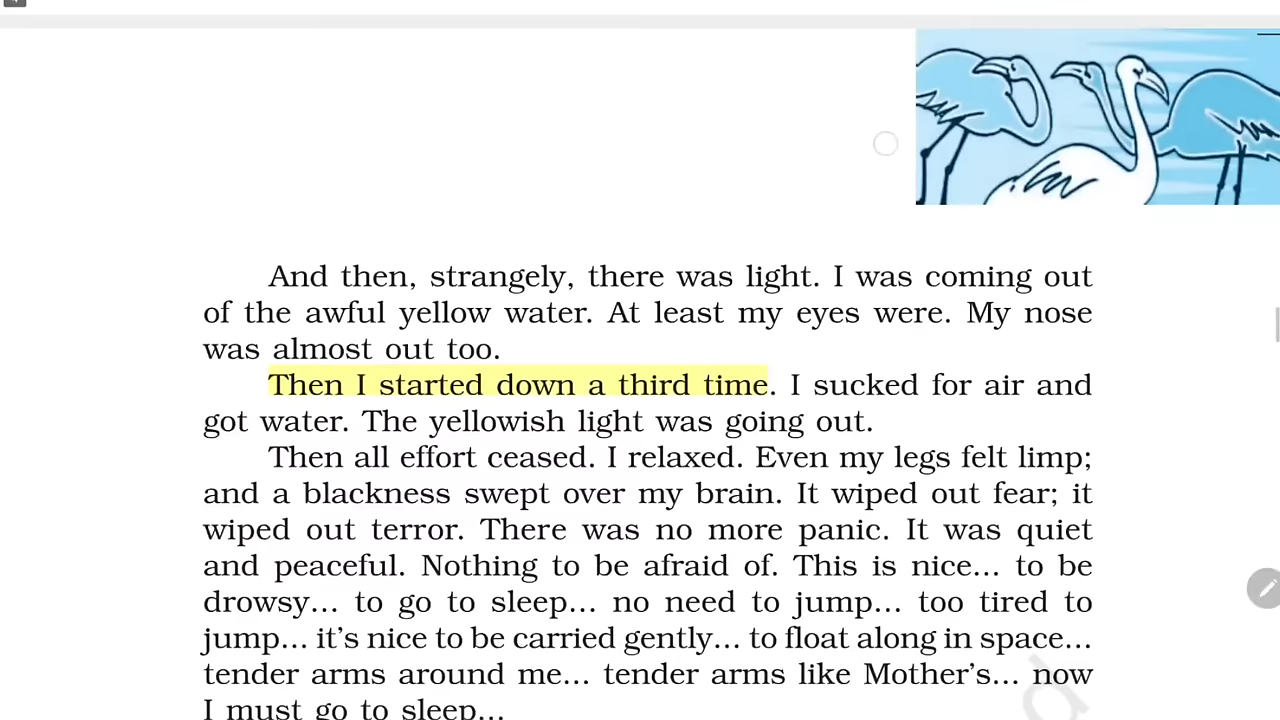 And then, strangely, there was light. I was coming out
of the awful yellow water. At least my eyes were. My nose
was almost out too.
Then I started down a third time. I sucked for air and
got water. The yellowish light was going out.
Then all effort ceased. I relaxed. Even my legs felt limp;
and a blackness swept over my brain. It wiped out fear; it
wiped out terror. There was no more panic. It was quiet
and peaceful. Nothing to be afraid of. This is nice... to be
drowsy... to go to sleep... no need to jump... too tired to
jump... it's nice to be carried gently... to float along in space...
tender arms around me... tender arms like Mother's... now
I must go to sleep...